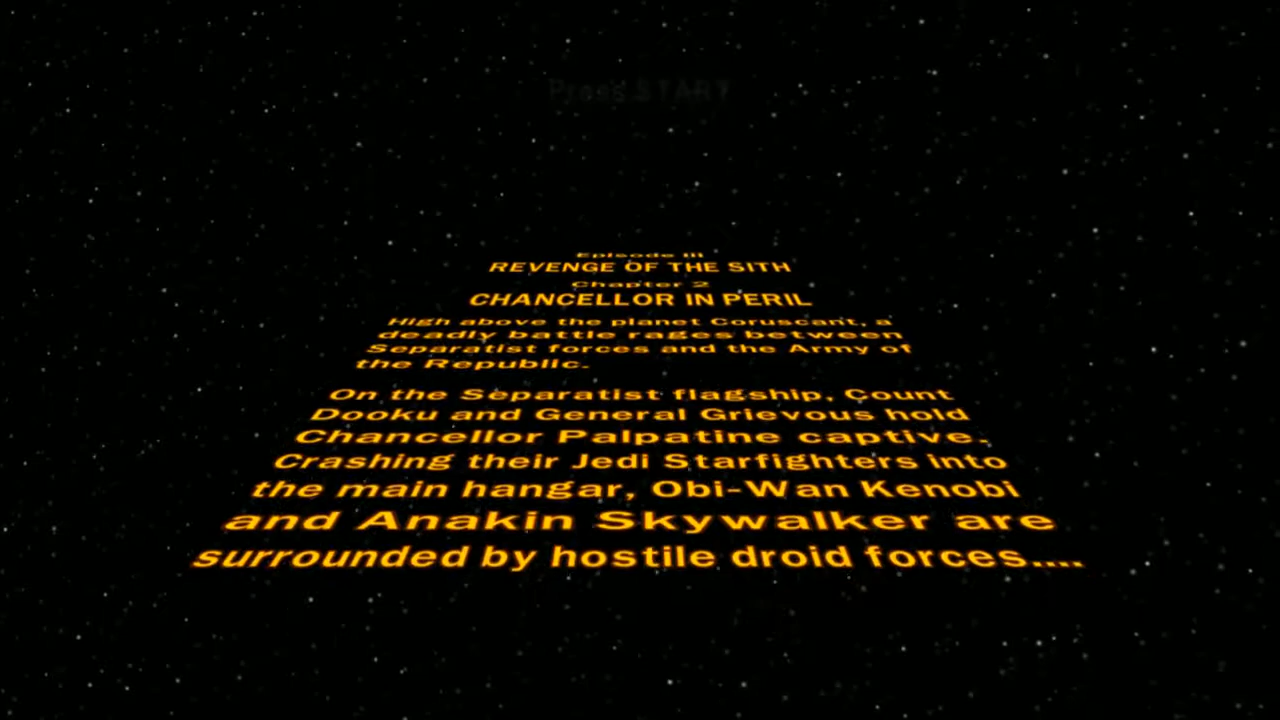 Press START
Episode III
REVENGE OF THE SITH
Chapter 2
CHANCELLOR IN PERIL
High above the planet Coruscant, a
deadly battle rages between
Separatist forces and the Army of
the Republic.
On the Separatist flagship, Count
Dooku and General Grievous hold
Chancellor Palpatine captive.
Crashing their Jedi Starfighters into
the main hangar, Obi-Wan Kenobi
and Anakin Skywalker are
surrounded by hostile droid forces....